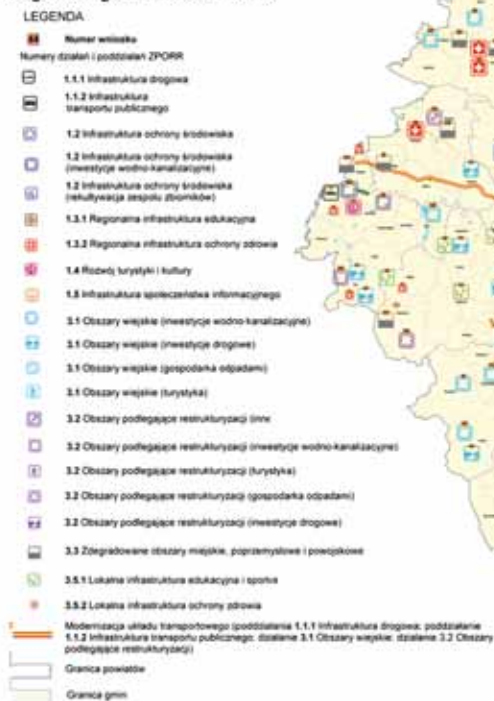 LEGENDA
Numer wniosku
Numery działań i poddziałań ZPORR
1.1.1 Infrastruktura drogowa
1.1.2 Infrastruktura
transportu publicznego
1.2 Infrastruktura ochrony środowiska
1.2 Infrastruktura ochrony środowiska
(inwestycje wodno-kanalizacyjne)
1.2 Infrastruktura ochrony środowiska
(rekultywacja zespołu zbiorników)
1.3.1 Regionalna infrastruktura edukacyjna
1.3.2 Regionalna infrastruktura ochrony zdrowia
1.4 Rozwój turystyki i kultury
1.5 Infrastruktura społeczeństwa informacyjnego
3.1 Obszary wiejskie (inwestycje wodno-kanalizacyjne)
3.1 Obszary wiejskie (inwestycje drogowe)
3.1 Obszary wiejskie (gospodarka odpadami)
3.1 Obszary wiejskie (turystyka)
3.2 Obszary podlegające restrukturyzacji (inne
3.2 Obszary podlegające restrukturyzacji (inwestycje wodno-kanalizacyjne)
3.2 Obszary podlegające restrukturyzacji (turystyka)
3.2 Obszary podlegające restrukturyzacji (gospodarka odpadami)
3.2 Obszary podlegające restrukturyzacji (inwestycje drogowe)
3.3 Zdegradowane obszary miejskie, poprzemysłowe i powojskowe
3.5.1 Lokalna infrastruktura edukacyjna i sportwa
3.5.2 Lokalna infrastruktura ochrony zdrowia
Modernizacja układu transportowego (poddziałania 1.1.1 Infrastruktura drogowa; poddziałanie
1.1.2 Infrastruktura transportu publicznego; działanie 3.1 Obszary wiejskie; działanie 3.2 Obszary
podlegające restrukturyzacji)
Granica powiatów
Granica gmin